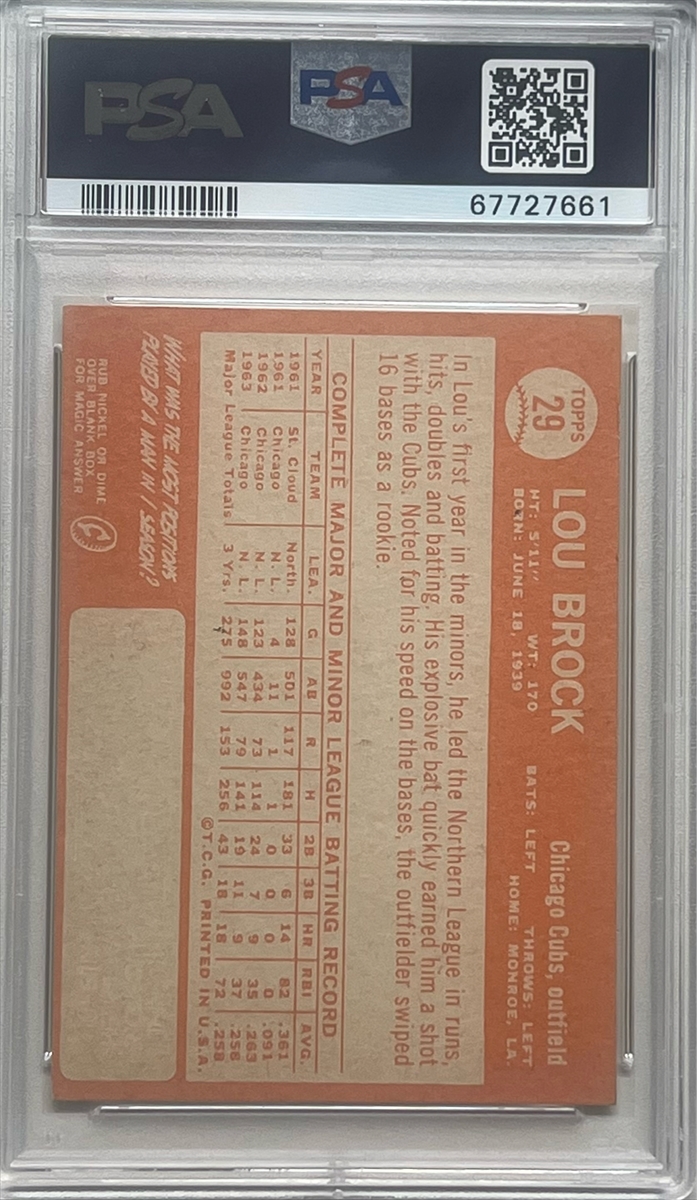 PSA
PSA
67727661
TOPPS
29
LOU BROCK
Chicago Cubs, outfield
HT: 5'11" WT: 170 BATS: LEFT THROWS: LEFT
BORN: JUNE 18, 1939 HOME: MONROE, LA.
In Lou's first year in the minors, he led the Northern League in runs,
hits, doubles and batting. His explosive bat quickly earned him a shot
with the Cubs. Noted for his speed on the bases, the outfielder swiped
16 bases as a rookie.
COMPLETE MAJOR AND MINOR LEAGUE BATTING RECORD
YEAR TEAM LEA. G AB R H 2B 3B HR RBI AVG.
1961 St. Cloud North. 128 501 117 181 33 6 14 82 .361
1961 Chicago N. L. 4 11 1 1 0 0 0 0 .091
1962 Chicago N. L. 123 434 73 114 24 7 9 35 .263
1963 Chicago N. L. 148 547 79 141 19 11 9 37 .258
Major League Totals 3 Yrs. 275 992 153 256 43 18 18 72 .258
©T.C.G. PRINTED IN U.S.A.
WHAT WAS THE MOST POSITIONS
PLAYED BY A MAN IN 1 SEASON?
RUB NICKEL OR DIME
OVER BLANK BOX
FOR MAGIC ANSWER